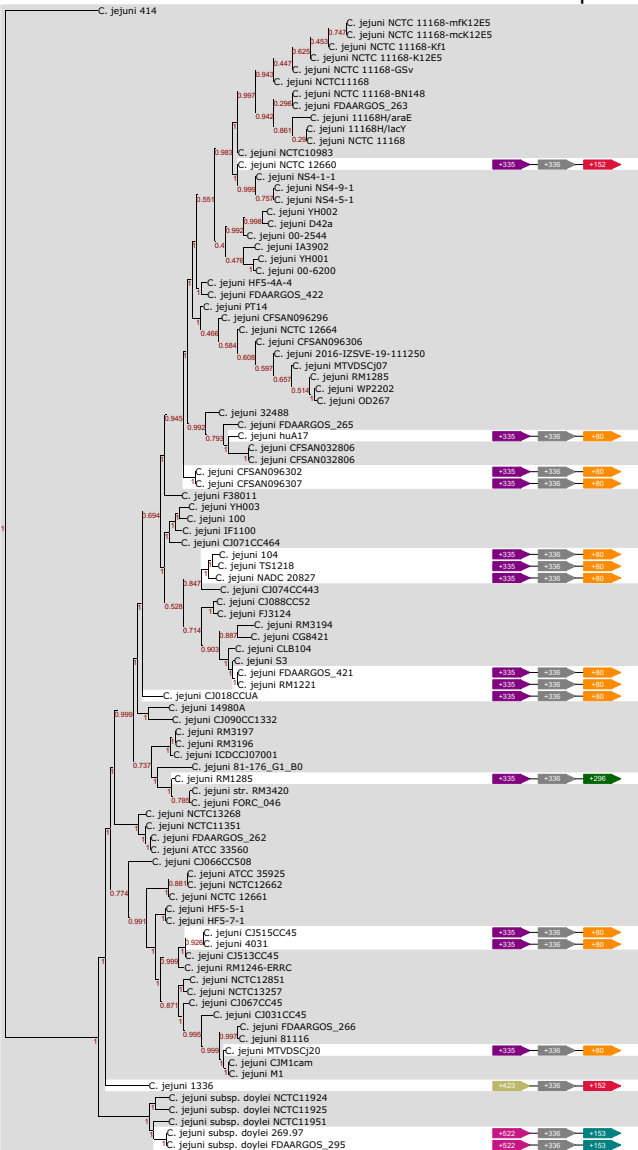 C. jejuni 414
C. jejuni NCTC 11168-mfK12E5
0.747
C. jejuni NCTC 11168-mcK12E5
0.453
C. jejuni NCTC 11168-Kf1
0.625
C. jejuni NCTC 11168-K12E5
0.447
C. jejuni NCTC 11168-GSv
0.943
C. jejuni NCTC11168
0.997
C. jejuni NCTC 11168-BN148
0.296
C. jejuni FDAARGOS_263
0.942
C. jejuni 11168H/araE
0.861
C. jejuni 11168H/lacY
0.29
C. jejuni NCTC 11168
0.983
C. jejuni NCTC10983
C. jejuni NCTC 12660 +335 +336 +152
1
C. jejuni NS4-1-1
0.999
C. jejuni NS4-9-1
0.757
C. jejuni NS4-5-1
0.551
C. jejuni YH002
0.998
C. jejuni D42a
0.992
C. jejuni 00-2544
0.4
C. jejuni IA3902
0.476
C. jejuni YH001
1
C. jejuni 00-6200
C. jejuni HF5-4A-4
1
C. jejuni FDAARGOS_422
C. jejuni PT14
C. jejuni CFSAN096296
0.466
C. jejuni NCTC 12664
0.584
C. jejuni CFSAN096306
0.608
C. jejuni 2016-IZSVE-19-111250
0.597
C. jejuni MTVDSCj07
0.657
C. jejuni RM1285
0.514
C. jejuni WP2202
1
C. jejuni OD267
C. jejuni 32488
0.945
C. jejuni FDAARGOS_265
0.992
C. jejuni huA17 +335 +336 +80
0.793
C. jejuni CFSAN032806
1
C. jejuni CFSAN032806
C. jejuni CFSAN096302 +335 +336 +80
1
C. jejuni CFSAN096307 +335 +336 +80
C. jejuni F38011
C. jejuni YH003
0.694
C. jejuni 100
C. jejuni IF1100
C. jejuni CJ071CC464
C. jejuni 104 +335 +336 +80
C. jejuni TS1218 +335 +336 +80
C. jejuni NADC 20827 +335 +336 +80
0.847
C. jejuni CJ074CC443
0.528
C. jejuni CJ088CC52
C. jejuni FJ3124
0.714
C. jejuni RM3194
0.887
C. jejuni CG8421
0.903
C. jejuni CLB104
C. jejuni S3
C. jejuni FDAARGOS_421 +335 +336 +80
C. jejuni RM1221 +335 +336 +80
C. jejuni CJ018CCUA +335 +336 +80
C. jejuni 14980A
0.999
C. jejuni CJ090CC1332
C. jejuni RM3197
C. jejuni RM3196
C. jejuni ICDCCJ07001
0.737
C. jejuni 81-176_G1_B0
C. jejuni RM1285 +335 +336 +296
C. jejuni str. RM3420
0.785
C. jejuni FORC_046
C. jejuni NCTC13268
C. jejuni NCTC11351
C. jejuni FDAARGOS_262
C. jejuni ATCC 33560
C. jejuni CJ066CC508
C. jejuni ATCC 35925
0.881
C. jejuni NCTC12662
0.774
C. jejuni NCTC 12661
C. jejuni HF5-5-1
0.991
C. jejuni HF5-7-1
C. jejuni CJ515CC45 +335 +336 +80
0.926
C. jejuni 4031 +335 +336 +80
C. jejuni CJ513CC45
0.999
C. jejuni RM1246-ERRC
C. jejuni NCTC12851
C. jejuni NCTC13257
C. jejuni CJ067CC45
0.871
C. jejuni CJ031CC45
C. jejuni FDAARGOS_266
0.995
0.997
C. jejuni 81116
0.999
C. jejuni MTVDSCj20 +335 +336 +80
C. jejuni CJM1cam
C. jejuni M1
C. jejuni 1336 +423 +336 +152
C. jejuni subsp. doylei NCTC11924
C. jejuni subsp. doylei NCTC11925
C. jejuni subsp. doylei NCTC11951
C. jejuni subsp. doylei 269.97 +522 +336 +153
C. jejuni subsp. doylei FDAARGOS_295 +522 +336 +153